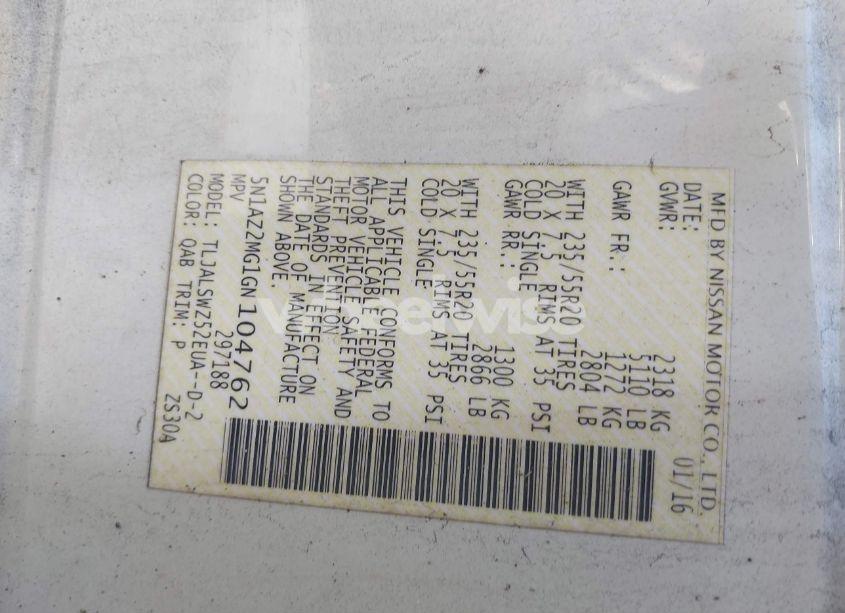 MFD BY NISSAN MOTOR CO., LTD.
DATE: 01/16
GVWR: 2318 KG
5110 LB
GAWR FR.: 1272 KG
2804 LB
WITH 235/55R20 TIRES
20 X 7.5 RIMS AT 35 PSI
COLD SINGLE
GAWR RR.: 1300 KG
2866 LB
WITH 235/55R20 TIRES
20 X 7.5 RIMS AT 35 PSI
COLD SINGLE
THIS VEHICLE CONFORMS TO
ALL APPLICABLE FEDERAL
MOTOR VEHICLE SAFETY AND
THEFT PREVENTION
STANDARDS IN EFFECT ON
THE DATE OF MANUFACTURE
SHOWN ABOVE.
5N1AZ2MG1GN104762
MPV 297188
MODEL: TLJALSWZ52EUA--D-2
COLOR: QAB TRIM: P ZS30A
wheelwise